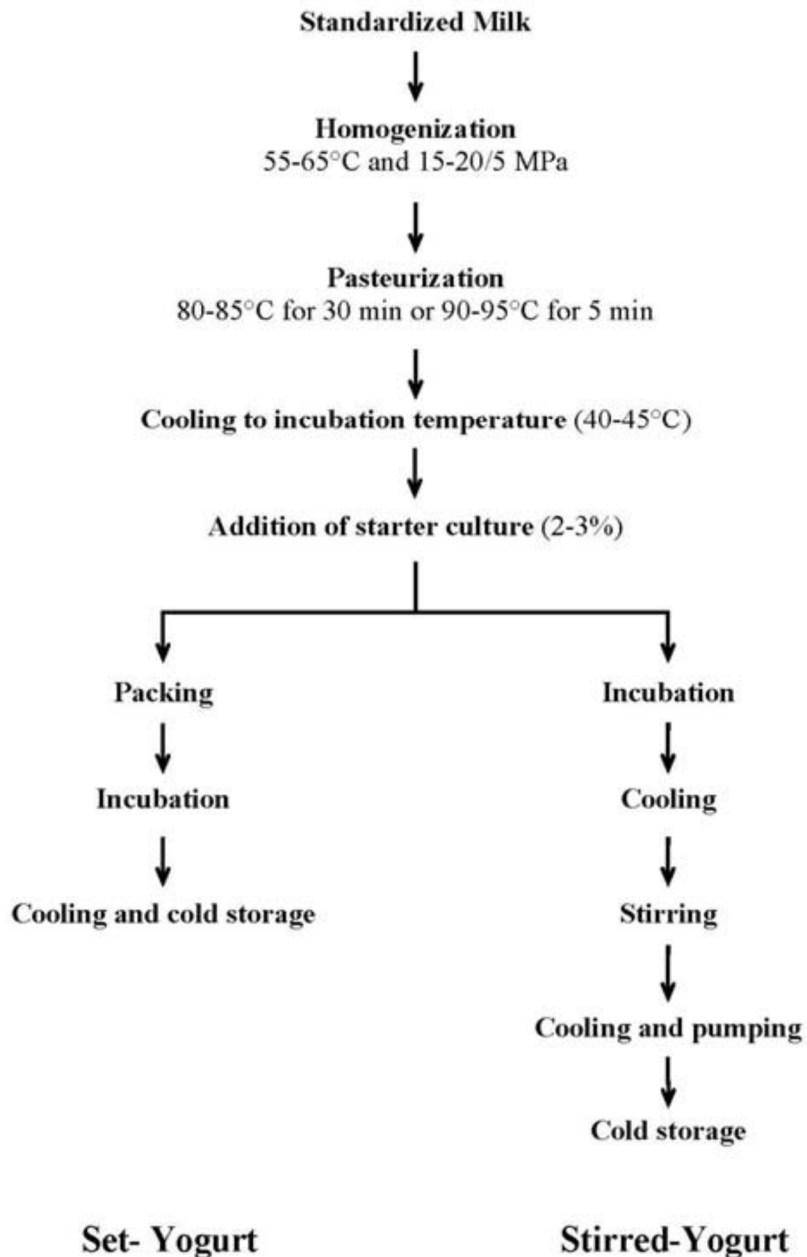 Standardized Milk
Homogenization
55-65°C and 15-20/5 MPa
Pasteurization
80-85°C for 30 min or 90-95°C for 5 min
Cooling to incubation temperature (40-45°C)
Addition of starter culture (2-3%)
Packing
Incubation
Cooling and cold storage
Incubation
Cooling
Stirring
Cooling and pumping
Cold storage
Set- Yogurt
Stirred-Yogurt